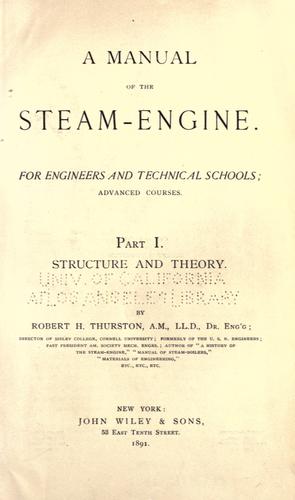 A MANUAL
OF THE
STEAM-ENGINE.
FOR ENGINEERS AND TECHNICAL SCHOOLS;
ADVANCED COURSES.
PART I.
STRUCTURE AND THEORY.
UNIV. OF CALIFORNIA
AT LOS ANGELES LIBRARY
BY
ROBERT H. THURSTON, A.M., LL.D., DR. ENG'G;
DIRECTOR OF SIBLEY COLLEGE, CORNELL UNIVERSITY; FORMERLY OF THE U. S. N. ENGINEERS;
PAST PRESIDENT AM. SOCIETY MECH. ENGRS.; AUTHOR OF "A HISTORY OF
THE STEAM-ENGINE," "MANUAL OF STEAM-BOILERS,"
"MATERIALS OF ENGINEERING,"
ETC., ETC., ETC.
NEW YORK:
JOHN WILEY & SONS,
53 EAST TENTH STREET.
1891.